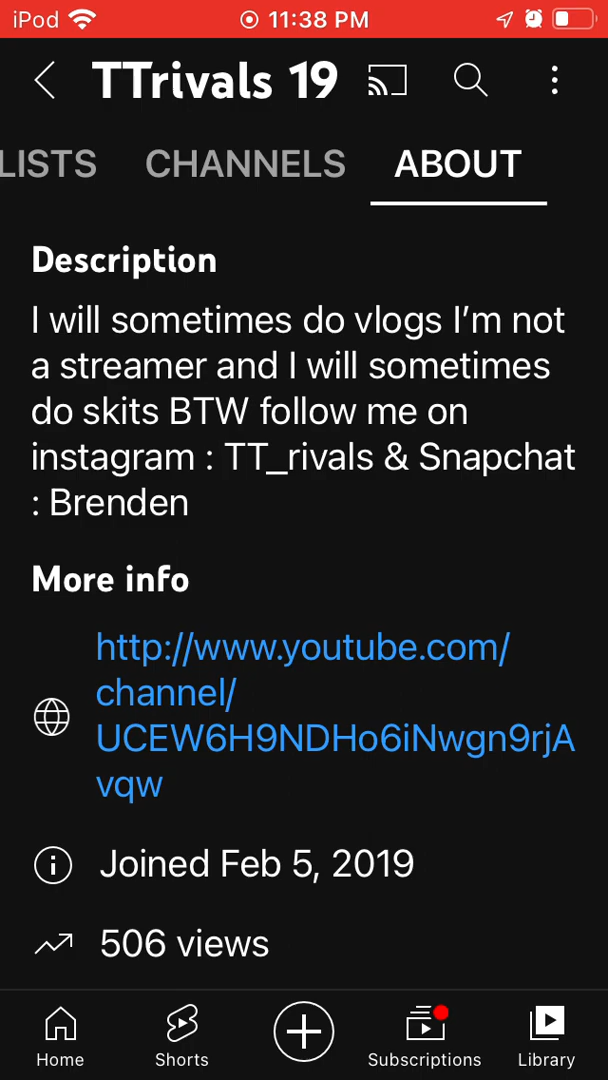 iPod 11:38 PM
TTrivals 19
LISTS CHANNELS ABOUT
Description
I will sometimes do vlogs I’m not
a streamer and I will sometimes
do skits BTW follow me on
instagram : TT_rivals & Snapchat
: Brenden
More info
http://www.youtube.com/
channel/
UCEW6H9NDHo6iNwgn9rjA
vqw
Joined Feb 5, 2019
506 views
Home Shorts Subscriptions Library